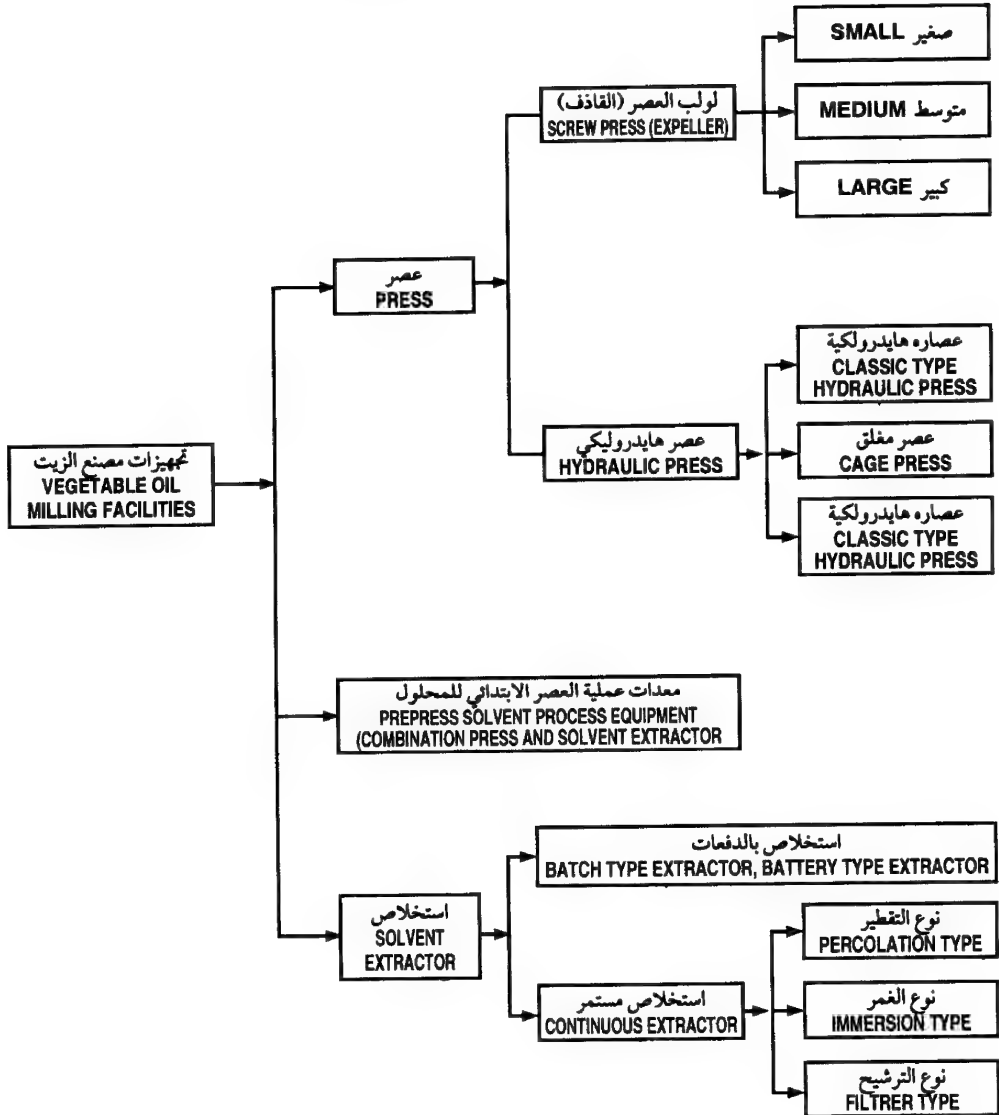 صغير SMALL
لولب العصر (القاذف)
SCREW PRESS (EXPELLER)
متوسط MEDIUM
كبير LARGE
عصر
PRESS
عصاره هايدرولكية
CLASSIC TYPE
HYDRAULIC PRESS
عصر هايدروليكي
HYDRAULIC PRESS
عصر مغلق
CAGE PRESS
تجهيزات مصنع الزيت
VEGETABLE OIL
MILLING FACILITIES
عصاره هايدرولكية
CLASSIC TYPE
HYDRAULIC PRESS
معدات عملية العصر الابتدائي للمحلول
PREPRESS SOLVENT PROCESS EQUIPMENT
(COMBINATION PRESS AND SOLVENT EXTRACTOR
استخلاص بالدفعات
BATCH TYPE EXTRACTOR, BATTERY TYPE EXTRACTOR
استخلاص
SOLVENT
EXTRACTOR
نوع التقطير
PERCOLATION TYPE
استخلاص مستمر
CONTINUOUS EXTRACTOR
نوع الغمر
IMMERSION TYPE
نوع الترشيح
FILTRER TYPE